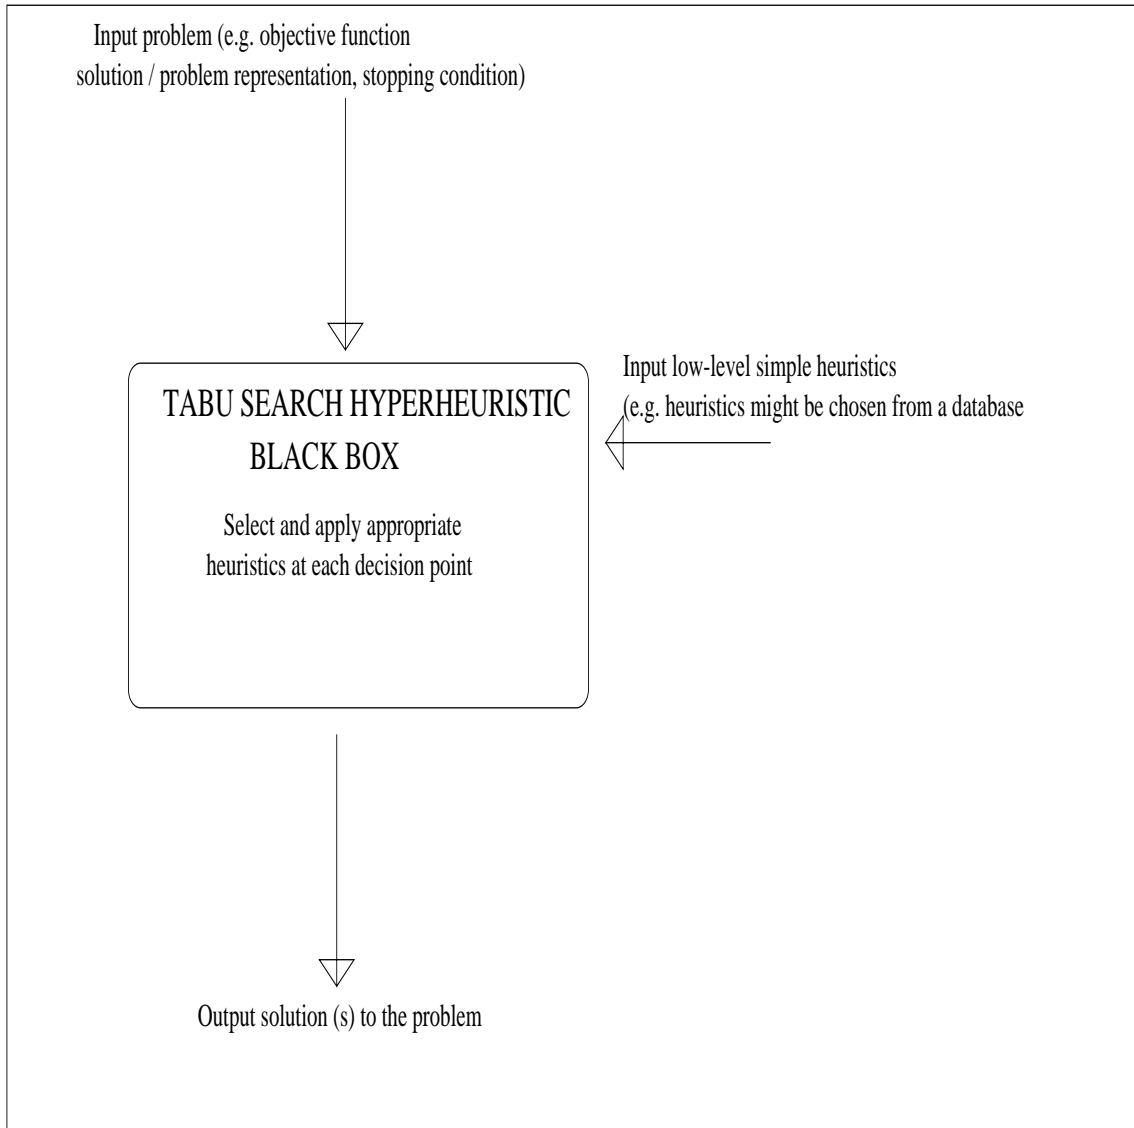 Input problem (e.g. objective function
solution / problem representation, stopping condition)
Input low-level simple heuristics
(e.g. heuristics might be chosen from a database
TABU SEARCH HYPERHEURISTIC
BLACK BOX
Select and apply appropriate
heuristics at each decision point
Output solution (s) to the problem